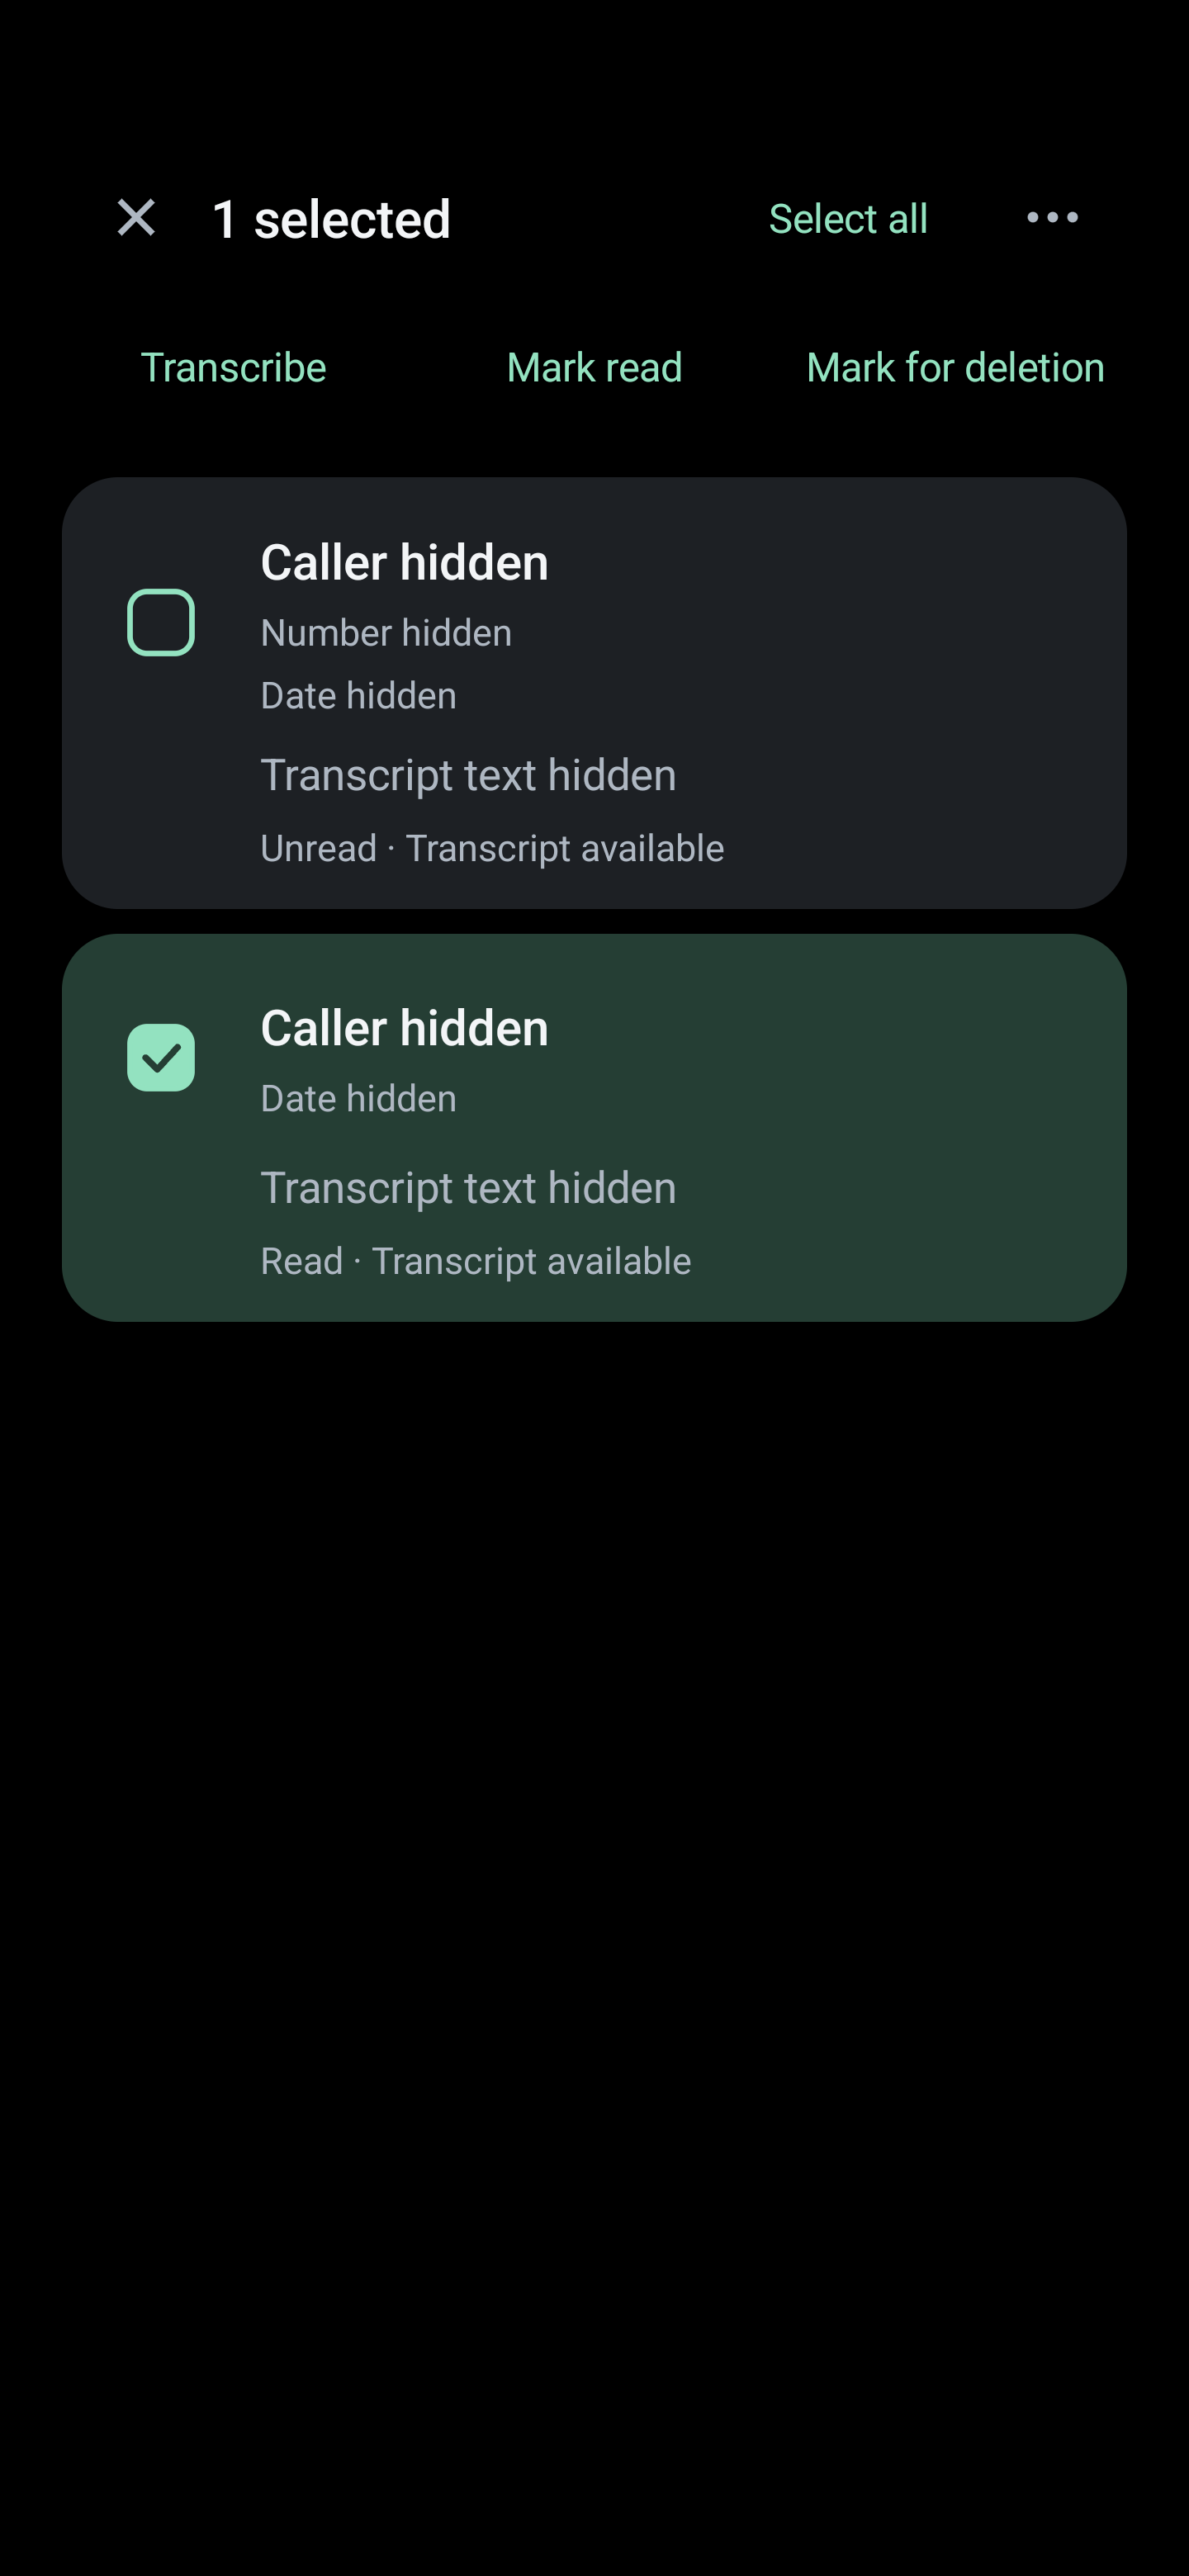 1 selected
Select all
Transcribe
Mark read
Mark for deletion
Caller hidden
Number hidden
Date hidden
Transcript text hidden
Unread · Transcript available
Caller hidden
Date hidden
Transcript text hidden
Read · Transcript available